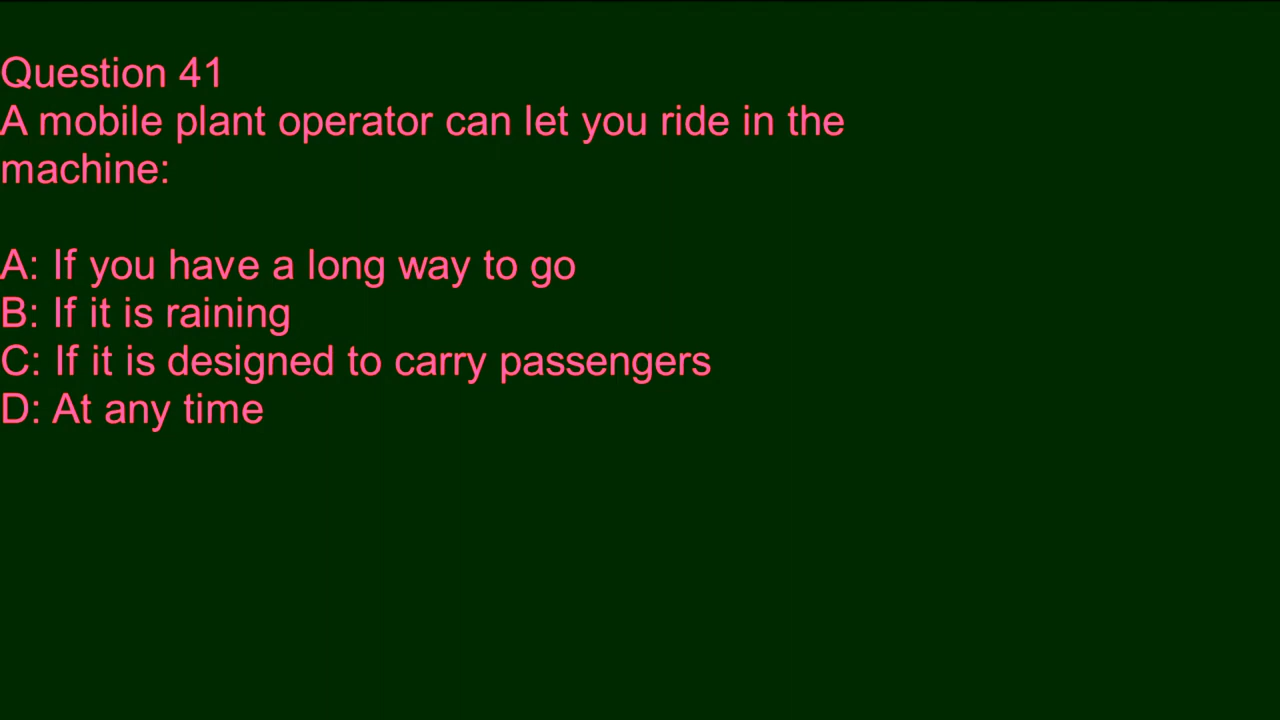 Question 41
A mobile plant operator can let you ride in the
machine:
A: If you have a long way to go
B: If it is raining
C: If it is designed to carry passengers
D: At any time